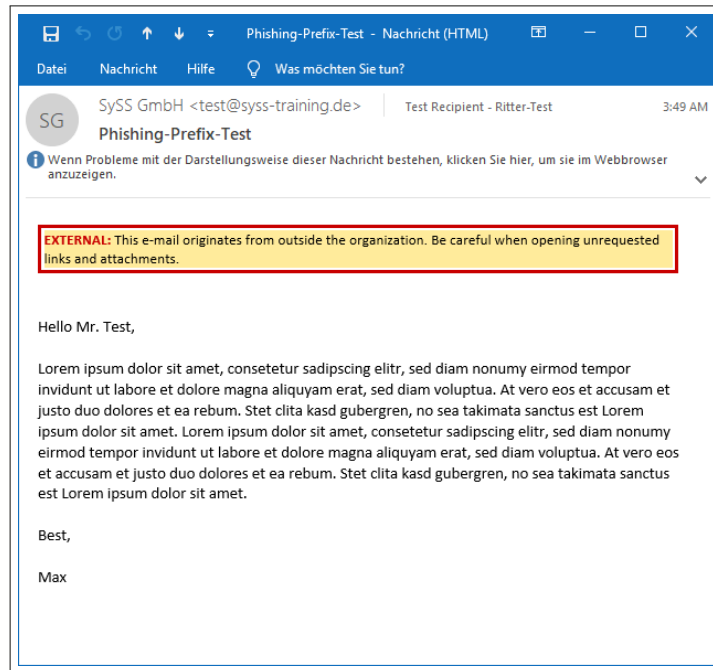 Phishing-Prefix-Test - Nachricht (HTML)
Datei Nachricht Hilfe Was möchten Sie tun?
SG
SySS GmbH <test@syss-training.de> Test Recipient - Ritter-Test 3:49 AM
Phishing-Prefix-Test
Wenn Probleme mit der Darstellungsweise dieser Nachricht bestehen, klicken Sie hier, um sie im Webbrowser
anzuzeigen.
EXTERNAL: This e-mail originates from outside the organization. Be careful when opening unrequested
links and attachments.
Hello Mr. Test,
Lorem ipsum dolor sit amet, consetetur sadipscing elitr, sed diam nonumy eirmod tempor
invidunt ut labore et dolore magna aliquyam erat, sed diam voluptua. At vero eos et accusam et
justo duo dolores et ea rebum. Stet clita kasd gubergren, no sea takimata sanctus est Lorem
ipsum dolor sit amet. Lorem ipsum dolor sit amet, consetetur sadipscing elitr, sed diam nonumy
eirmod tempor invidunt ut labore et dolore magna aliquyam erat, sed diam voluptua. At vero eos
et accusam et justo duo dolores et ea rebum. Stet clita kasd gubergren, no sea takimata sanctus
est Lorem ipsum dolor sit amet.
Best,
Max